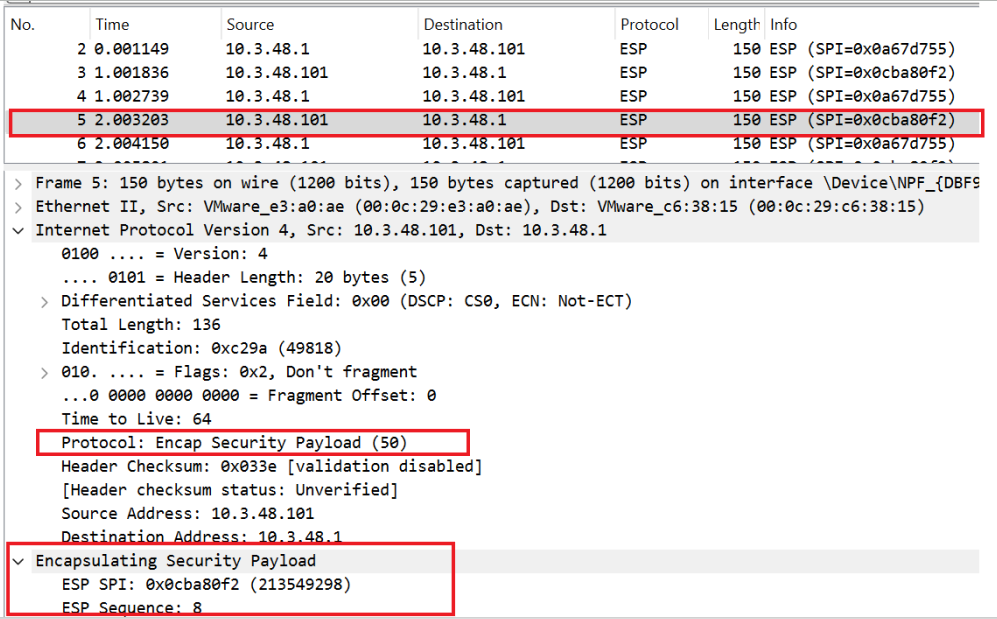 No. Time Source Destination Protocol Length Info
2 0.001149 10.3.48.1 10.3.48.101 ESP 150 ESP (SPI=0x0a67d755)
3 1.001836 10.3.48.101 10.3.48.1 ESP 150 ESP (SPI=0x0cba80f2)
4 1.002739 10.3.48.1 10.3.48.101 ESP 150 ESP (SPI=0x0a67d755)
5 2.003203 10.3.48.101 10.3.48.1 ESP 150 ESP (SPI=0x0cba80f2)
6 2.004150 10.3.48.1 10.3.48.101 ESP 150 ESP (SPI=0x0a67d755)
Frame 5: 150 bytes on wire (1200 bits), 150 bytes captured (1200 bits) on interface \Device\NPF_{DBF9
Ethernet II, Src: VMware_e3:a0:ae (00:0c:29:e3:a0:ae), Dst: VMware_c6:38:15 (00:0c:29:c6:38:15)
Internet Protocol Version 4, Src: 10.3.48.101, Dst: 10.3.48.1
0100 .... = Version: 4
.... 0101 = Header Length: 20 bytes (5)
Differentiated Services Field: 0x00 (DSCP: CS0, ECN: Not-ECT)
Total Length: 136
Identification: 0xc29a (49818)
010. .... = Flags: 0x2, Don't fragment
...0 0000 0000 0000 = Fragment Offset: 0
Time to Live: 64
Protocol: Encap Security Payload (50)
Header Checksum: 0x033e [validation disabled]
[Header checksum status: Unverified]
Source Address: 10.3.48.101
Destination Address: 10.3.48.1
Encapsulating Security Payload
ESP SPI: 0x0cba80f2 (213549298)
ESP Sequence: 8